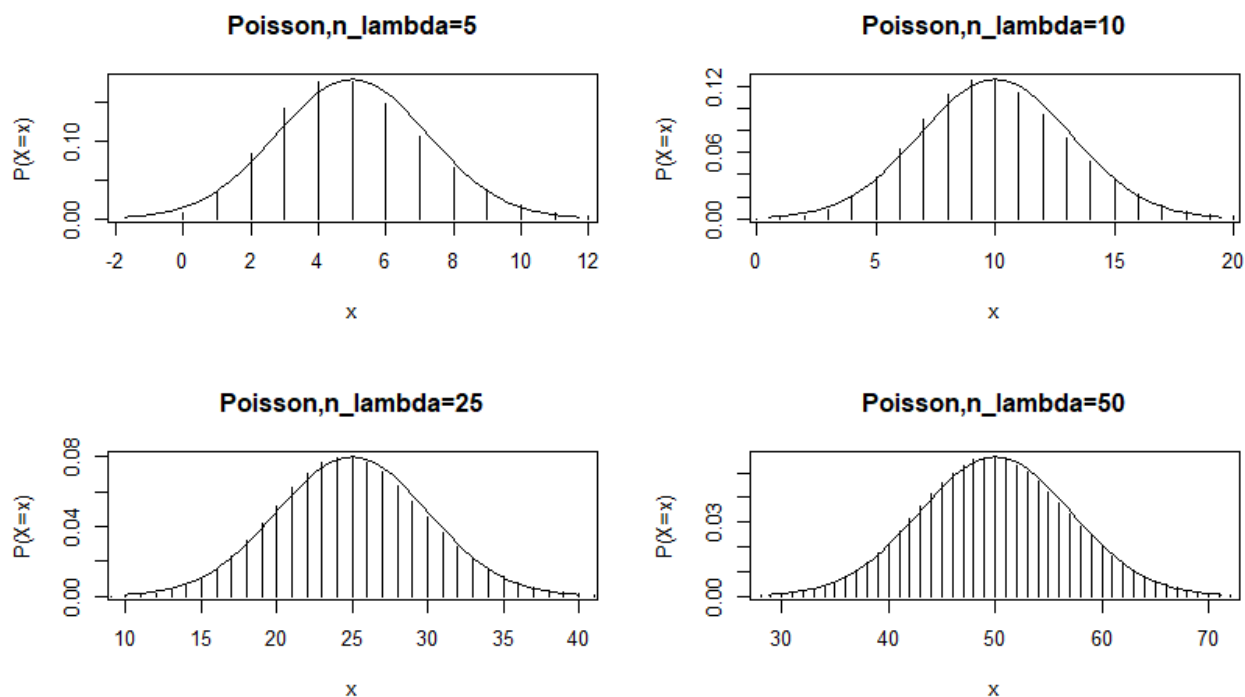 Poisson,n_lambda=5
P(X=x)
0.00 0.10
-2 0 2 4 6 8 10 12
x
Poisson,n_lambda=10
P(X=x)
0.00 0.06 0.12
0 5 10 15 20
x
Poisson,n_lambda=25
P(X=x)
0.00 0.04 0.08
10 15 20 25 30 35 40
x
Poisson,n_lambda=50
P(X=x)
0.00 0.03
30 40 50 60 70
x